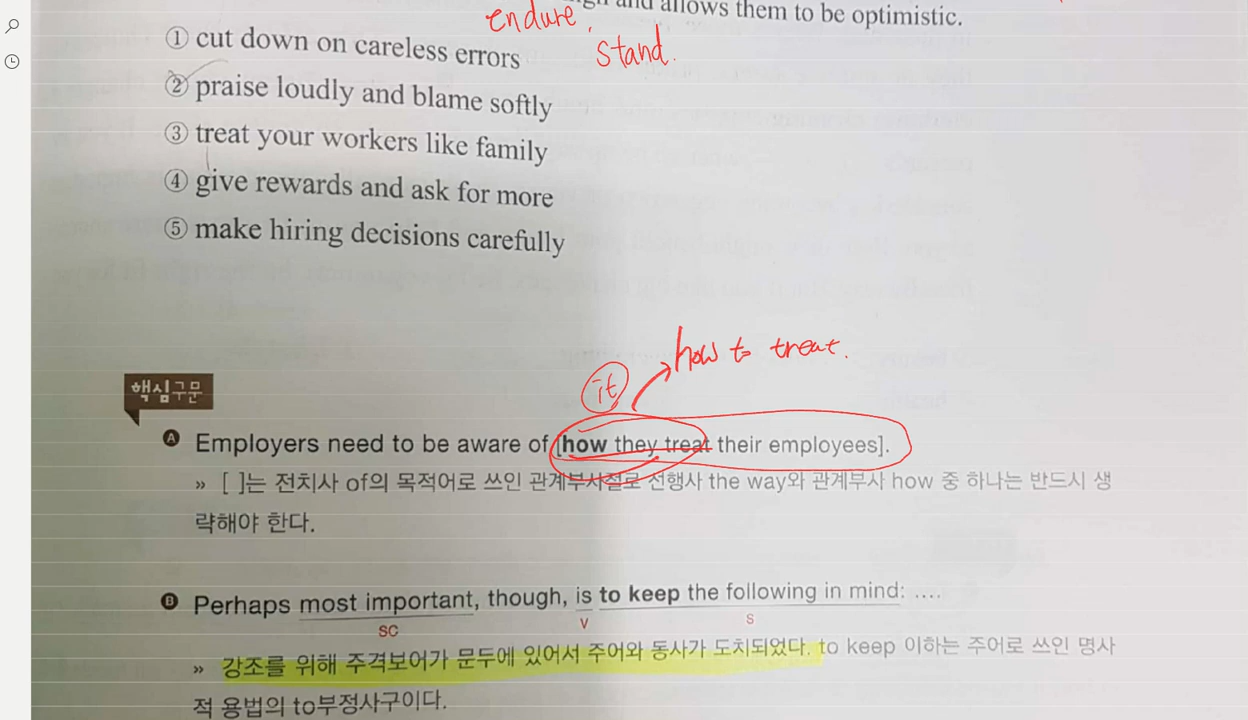 and allows them to be optimistic.
endure
stand.
① cut down on careless errors
② praise loudly and blame softly
③ treat your workers like family
④ give rewards and ask for more
⑤ make hiring decisions carefully
how to treat.
it
핵심구문
A Employers need to be aware of [how they treat their employees].
» [ ]는 전치사 of의 목적어로 쓰인 관계부사절로 선행사 the way와 관계부사 how 중 하나는 반드시 생
략해야 한다.
B Perhaps most important, though, is to keep the following in mind: ....
SC V S
» 강조를 위해 주격보어가 문두에 있어서 주어와 동사가 도치되었다. to keep 이하는 주어로 쓰인 명사
적 용법의 to부정사구이다.